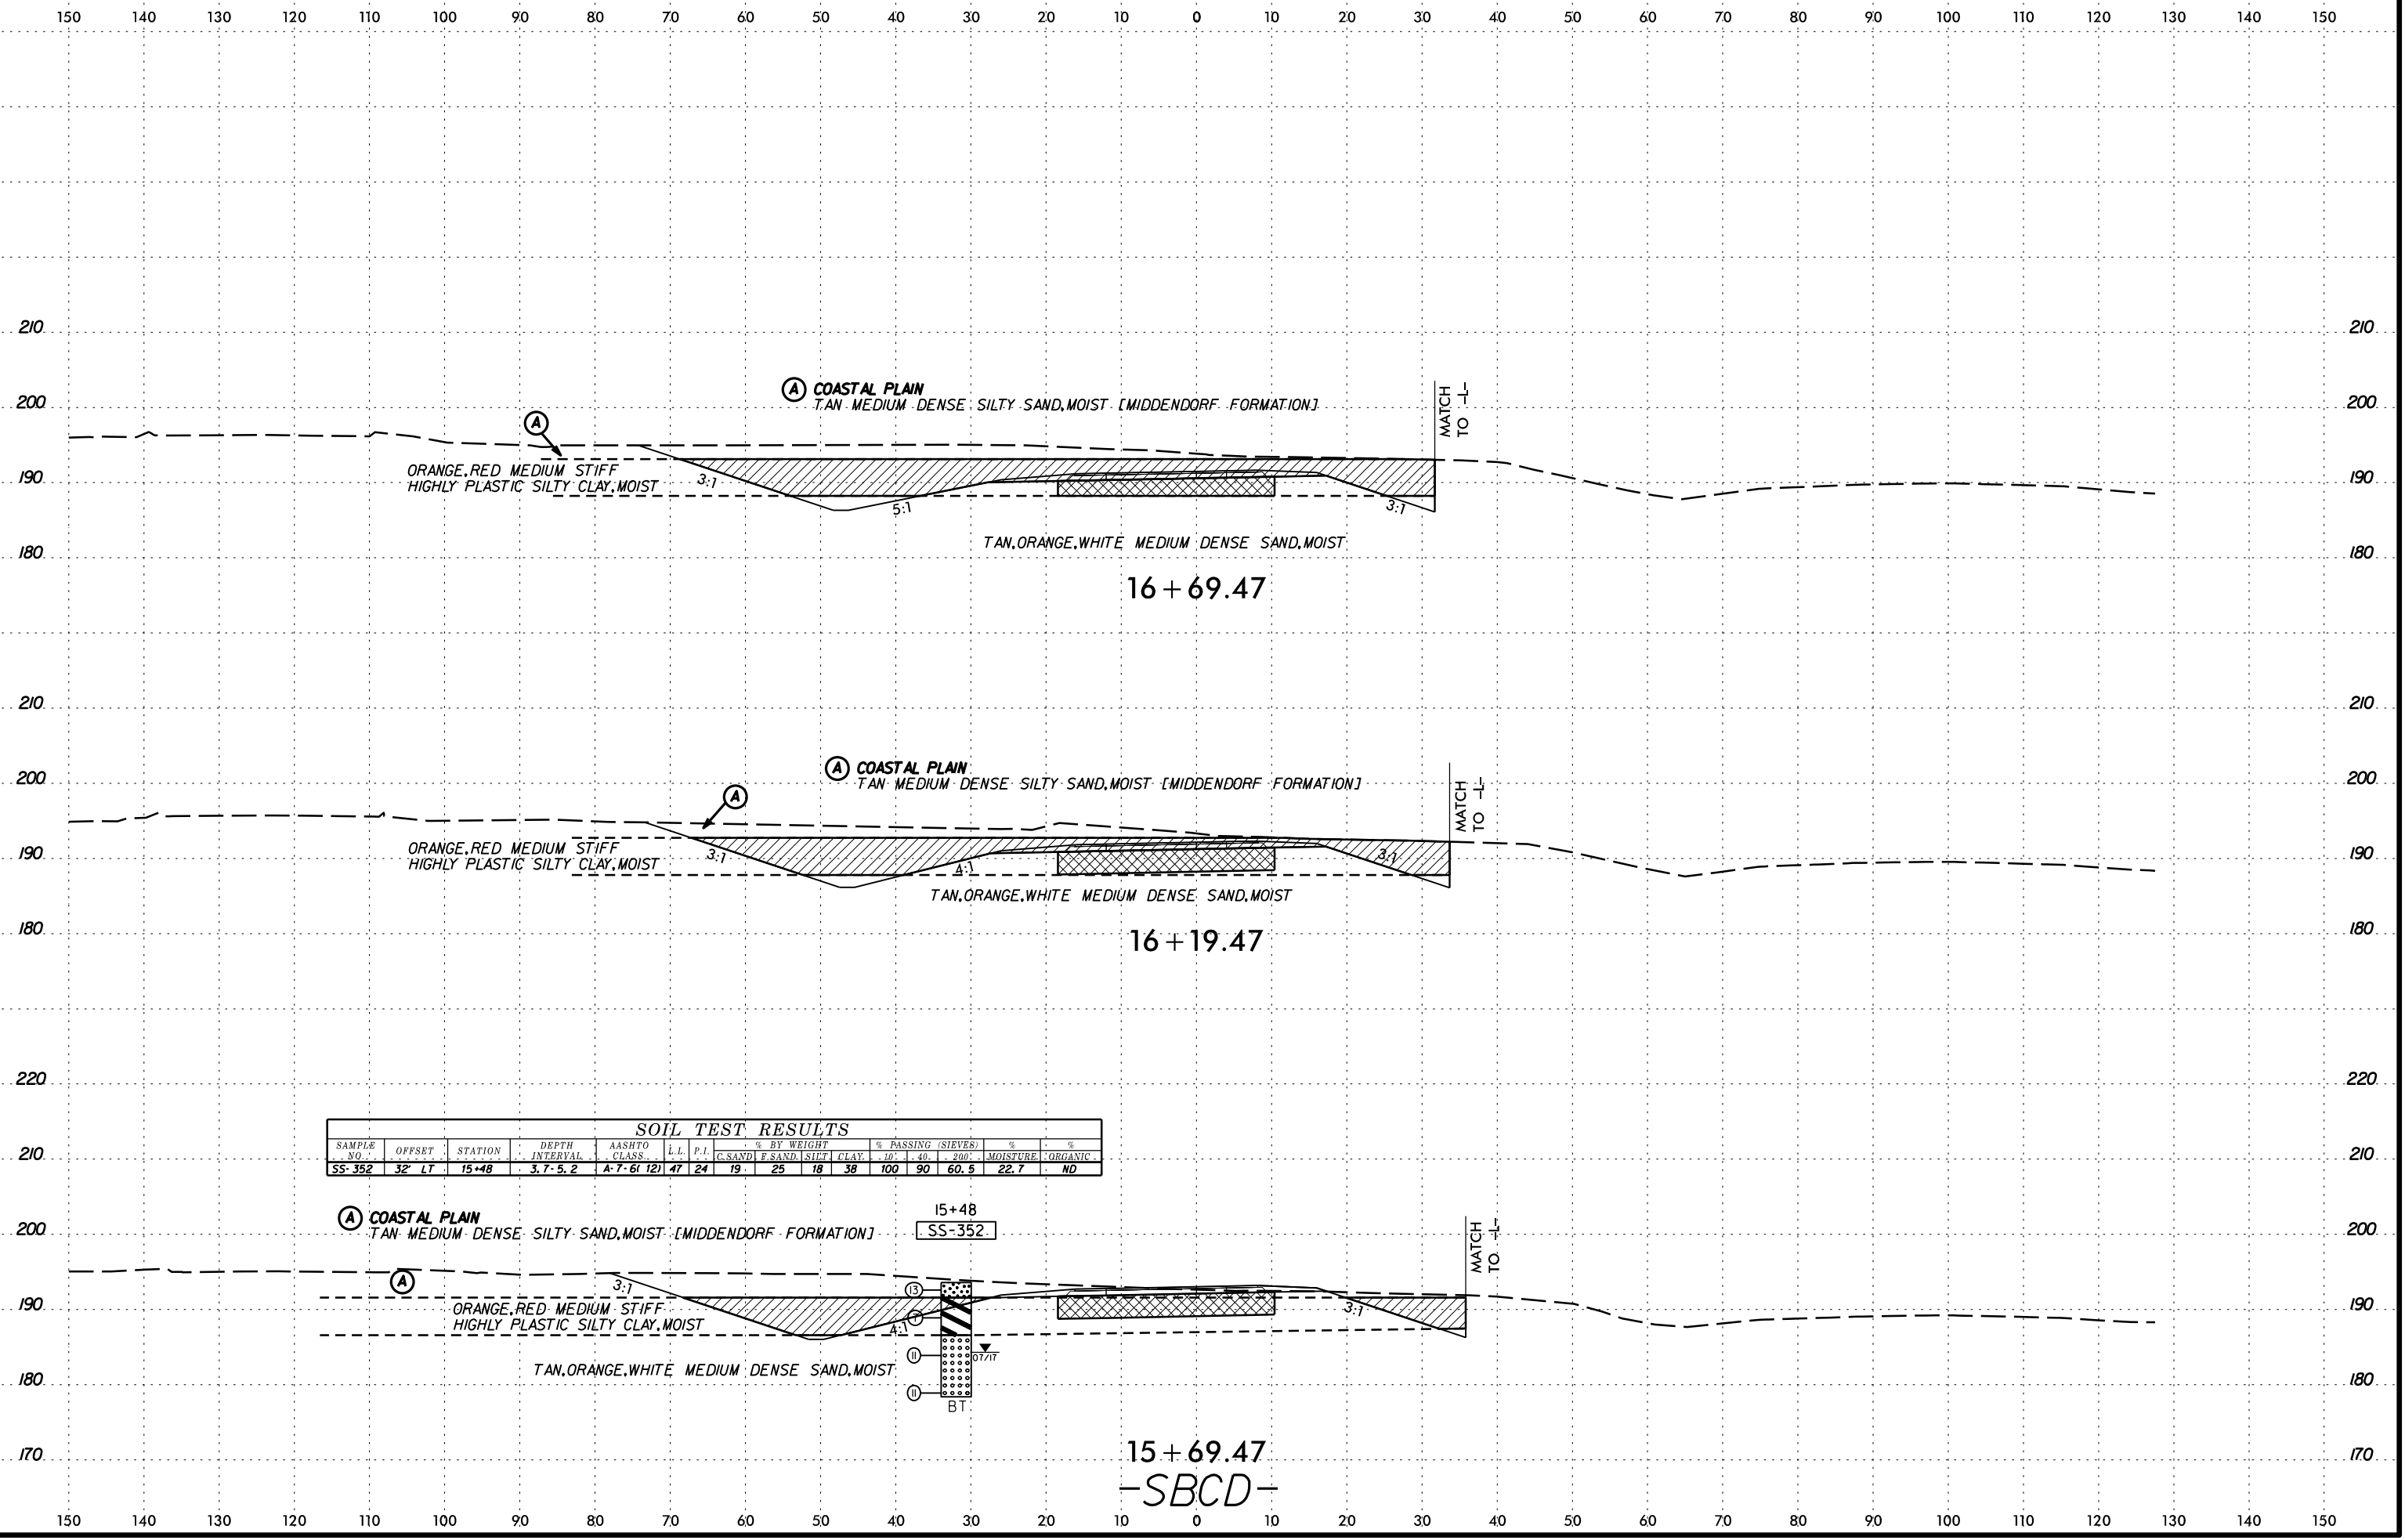 150 140 130 120 110 100 90 80 70 60 50 40 30 20 10 0 10 20 30 40 50 60 70 80 90 100 110 120 130 140 150
210 210
A COASTAL PLAIN
200 TAN MEDIUM DENSE SILTY SAND, MOIST [MIDDENDORF FORMATION] 200
MATCH
TO -L-
A
ORANGE, RED MEDIUM STIFF
190 HIGHLY PLASTIC SILTY CLAY, MOIST 190
3:1 5:1 3:1
TAN, ORANGE, WHITE MEDIUM DENSE SAND, MOIST
180 180
16+69.47
210 210
A COASTAL PLAIN
200 TAN MEDIUM DENSE SILTY SAND, MOIST [MIDDENDORF FORMATION] 200
MATCH
TO -L-
A
ORANGE, RED MEDIUM STIFF
190 HIGHLY PLASTIC SILTY CLAY, MOIST 190
3:1 4:1 3:1
TAN, ORANGE, WHITE MEDIUM DENSE SAND, MOIST
180 180
16+19.47
220 220
SOIL TEST RESULTS
SAMPLE NO. OFFSET STATION DEPTH INTERVAL AASHTO CLASS. L.L. P.I. % BY WEIGHT % PASSING (SIEVES) % MOISTURE % ORGANIC
C.SAND F.SAND SILT CLAY 10 40 200
210 210
SS-352 32' LT 15+48 3.7-5.2 A-7-6(12) 47 24 19 25 18 38 100 90 60.5 22.7 ND
15+48
SS-352
A COASTAL PLAIN
200 TAN MEDIUM DENSE SILTY SAND, MOIST [MIDDENDORF FORMATION] 200
MATCH
TO -L-
A
3:1
13
190 ORANGE, RED MEDIUM STIFF 190
HIGHLY PLASTIC SILTY CLAY, MOIST
7
4:1 3:1
11
07/17
TAN, ORANGE, WHITE MEDIUM DENSE SAND, MOIST
180 180
11
BT
15+69.47
170 170
-SBCD-
150 140 130 120 110 100 90 80 70 60 50 40 30 20 10 0 10 20 30 40 50 60 70 80 90 100 110 120 130 140 150